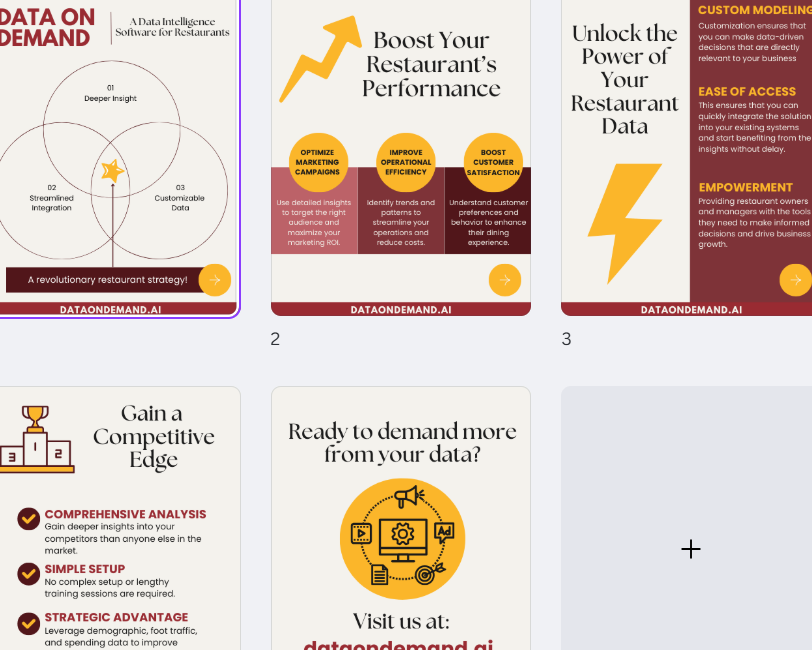 DATA ON
DEMAND
A Data Intelligence
Software for Restaurants
01
Deeper Insight
02
Streamlined
Integration
03
Customizable
Data
A revolutionary restaurant strategy!
DATAONDEMAND.AI
Boost Your
Restaurant's
Performance
OPTIMIZE
MARKETING
CAMPAIGNS
Use detailed insights
to target the right
audience and
maximize your
marketing ROI.
IMPROVE
OPERATIONAL
EFFICIENCY
Identify trends and
patterns to
streamline your
operations and
reduce costs.
BOOST
CUSTOMER
SATISFACTION
Understand customer
preferences and
behavior to enhance
their dining
experience.
DATAONDEMAND.AI
2
Unlock the
Power of
Your
Restaurant
Data
CUSTOM MODELING
Customization ensures that
you can make data-driven
decisions that are directly
relevant to your business
EASE OF ACCESS
This ensures that you can
quickly integrate the solution
into your existing systems
and start benefiting from the
insights without delay.
EMPOWERMENT
Providing restaurant owners
and managers with the tools
they need to make informed
decisions and drive business
growth.
DATAONDEMAND.AI
3
3 1 2
Gain a
Competitive
Edge
COMPREHENSIVE ANALYSIS
Gain deeper insights into your
competitors than anyone else in the
market.
SIMPLE SETUP
No complex setup or lengthy
training sessions are required.
STRATEGIC ADVANTAGE
Leverage demographic, foot traffic,
and spending data to improve
Ready to demand more
from your data?
Ad
Visit us at:
dataondemand.ai